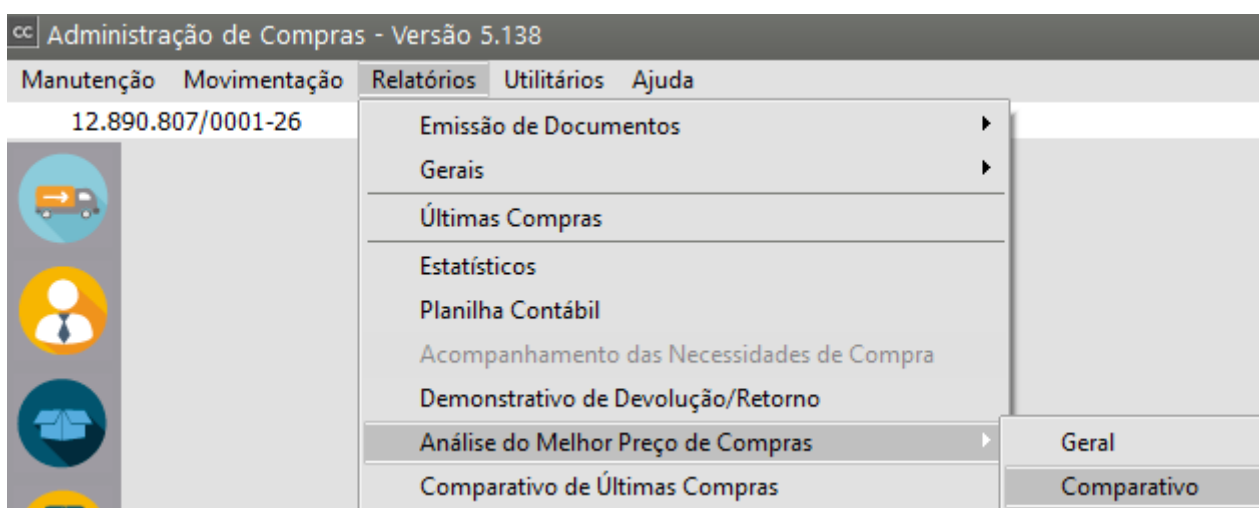 cc Administração de Compras - Versão 5.138
Manutenção Movimentação Relatórios Utilitários Ajuda
12.890.807/0001-26
Emissão de Documentos
Gerais
Últimas Compras
Estatísticos
Planilha Contábil
Acompanhamento das Necessidades de Compra
Demonstrativo de Devolução/Retorno
Análise do Melhor Preço de Compras
Geral
Comparativo de Últimas Compras
Comparativo